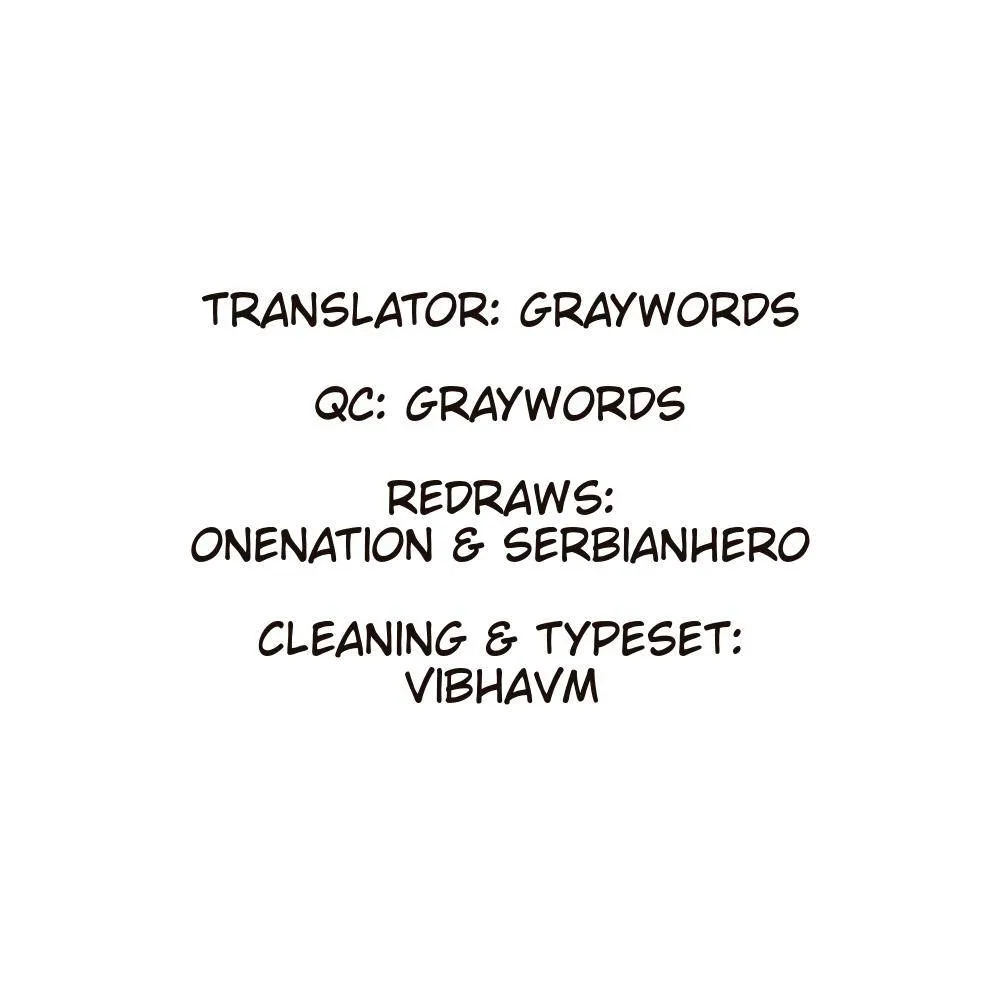 TRANSLATOR: GRAYWORDS
QC: GRAYWORDS
REDRAWS:
ONENATION & SERBIANHERO
CLEANING & TYPESET:
VIBHAVM